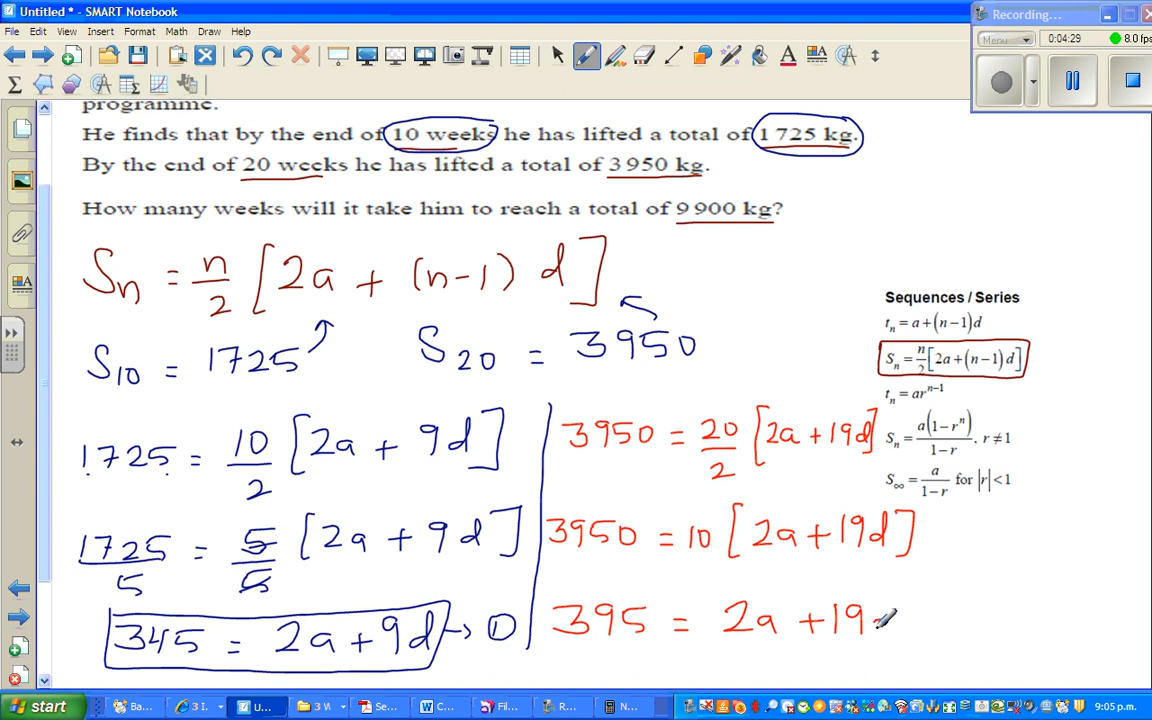 Untitled * - SMART Notebook
File Edit View Insert Format Math Draw Help
Recording...
Menu 0:04:29 8.0 fps
programme.
He finds that by the end of 10 weeks he has lifted a total of 1 725 kg.
By the end of 20 weeks he has lifted a total of 3 950 kg.
How many weeks will it take him to reach a total of 9 900 kg?
Sn = n/2 [2a + (n-1) d]
S10 = 1725 S20 = 3950
1725 = 10/2 [2a + 9d]
1725/5 = 5/5 [2a + 9d]
345 = 2a + 9d → ①
3950 = 20/2 [2a + 19d]
3950 = 10 [2a + 19d]
395 = 2a + 19
Sequences / Series
tn = a+(n−1)d
Sn = n/2[2a+(n−1)d]
tn = ar^n−1
Sn = a(1−r^n)/1−r, r≠1
S∞ = a/1−r for |r|<1
start Ba... 3 I. U... 3 W Se... C... Fil... R... N... 9:05 p.m.